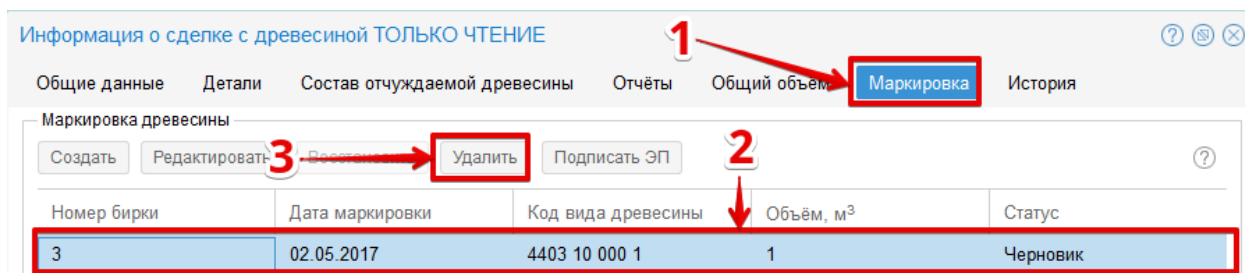 Информация о сделке с древесиной ТОЛЬКО ЧТЕНИЕ
1
Общие данные Детали Состав отчуждаемой древесины Отчёты Общий объём Маркировка История
Маркировка древесины
Создать Редактировать 3 Восстановить Удалить Подписать ЭП 2
Номер бирки Дата маркировки Код вида древесины Объём, м³ Статус
3 02.05.2017 4403 10 000 1 1 Черновик